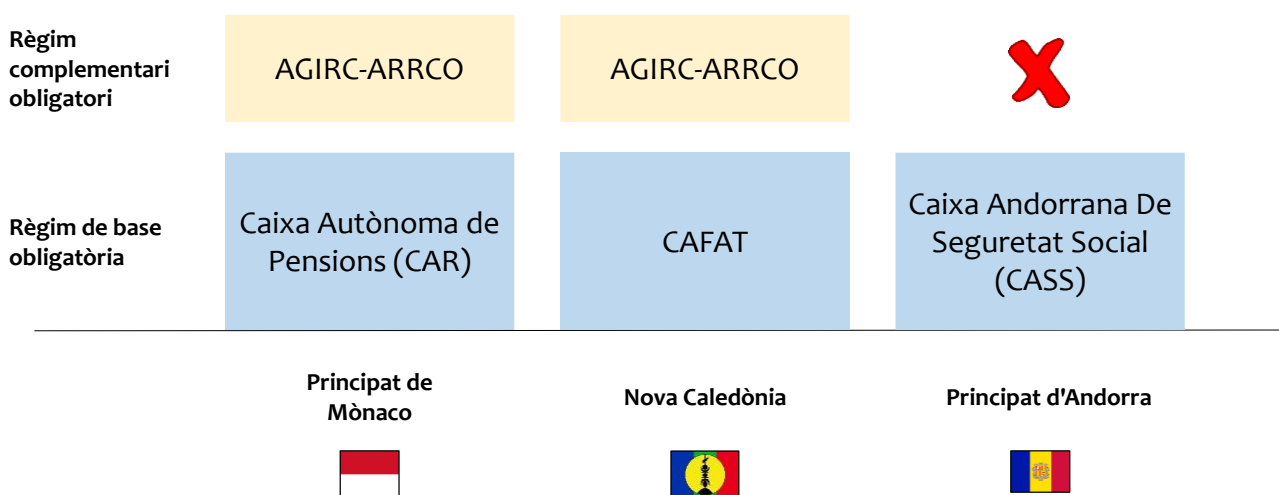 Règim
complementari
obligatori
AGIRC-ARRCO
AGIRC-ARRCO
Règim de base
obligatòria
Caixa Autònoma de
Pensions (CAR)
CAFAT
Caixa Andorrana De
Seguretat Social
(CASS)
Principat de
Mònaco
Nova Caledònia
Principat d'Andorra